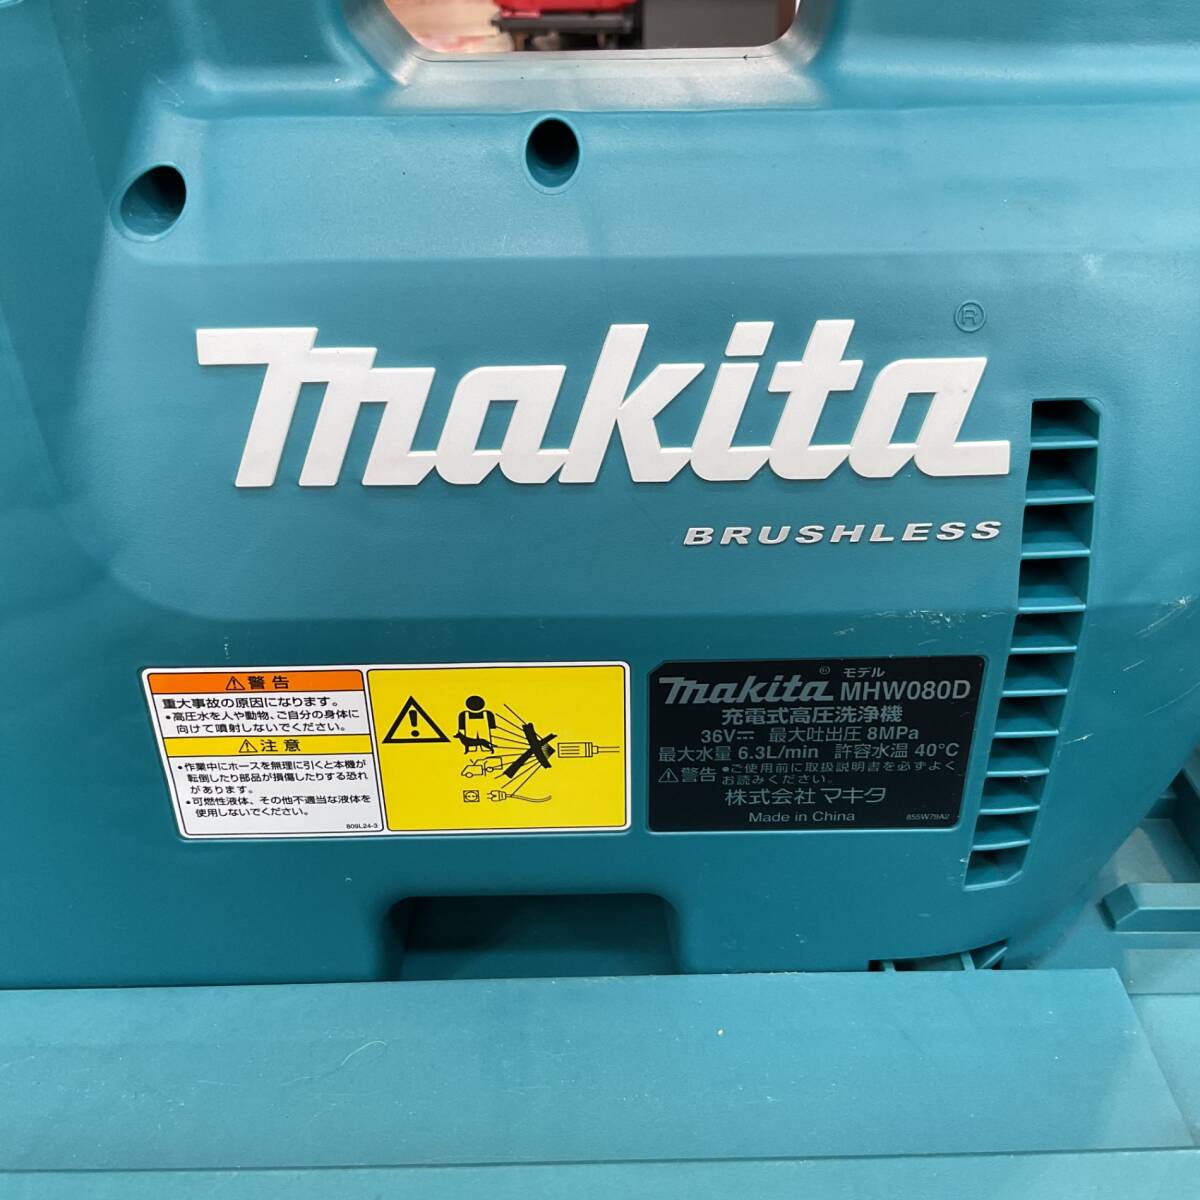 makita®
BRUSHLESS
⚠警告
重大事故の原因になります。
•高圧水を人や動物、ご自分の身体に
向けて噴射しないでください。
⚠注意
•作業中にホースを無理に引くと本機が
転倒したり部品が損傷したりする恐れ
があります。
•可燃性液体、その他不適当な液体を
使用しないでください。
809L24-3
makita® モデル MHW080D
充電式高圧洗浄機
36V⎓ 最大吐出圧 8MPa
最大水量 6.3L/min 許容水温 40°C
⚠警告 •ご使用前に取扱説明書を必ずよく
お読みください。
株式会社 マキタ
Made in China 855W79A2